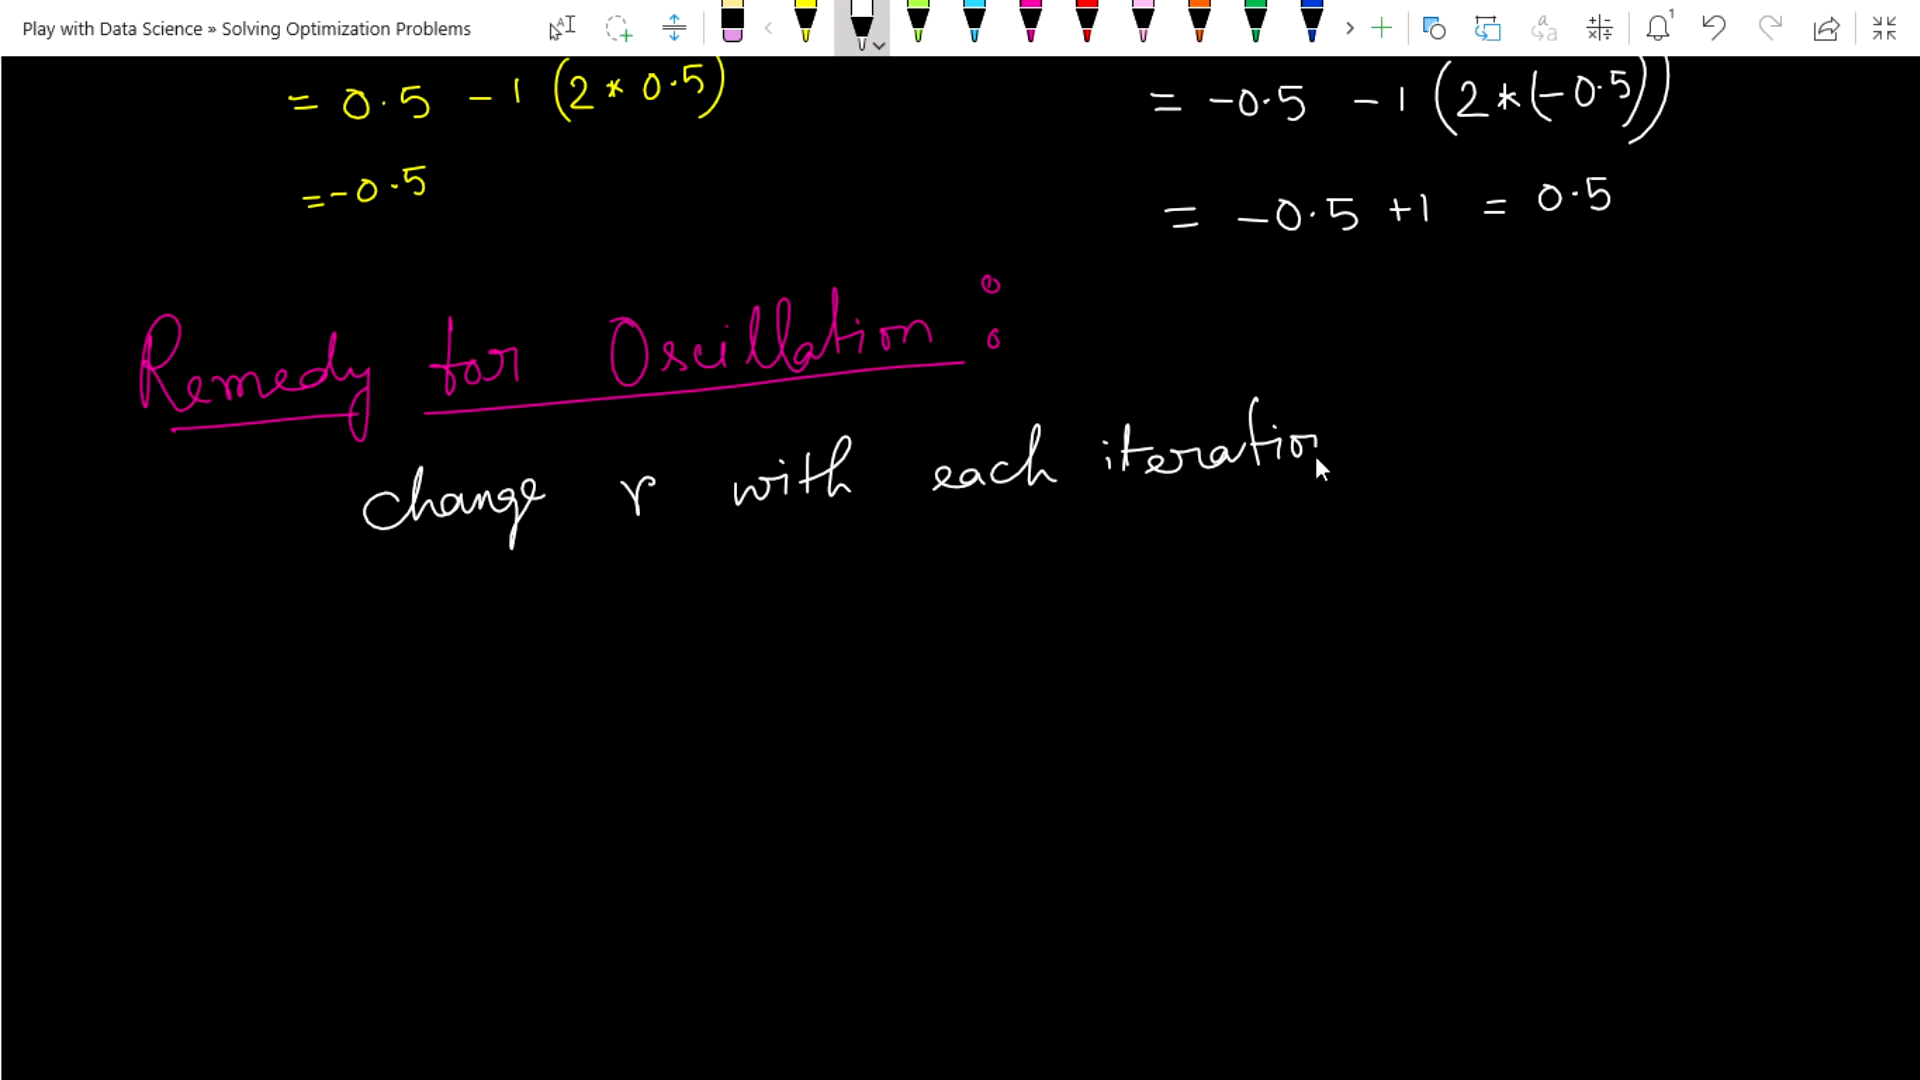 Play with Data Science » Solving Optimization Problems
= 0.5 - 1 (2 * 0.5)
= -0.5
= -0.5 - 1 (2 * (-0.5))
= -0.5 + 1 = 0.5
Remedy for Oscillation :
change r with each iteration